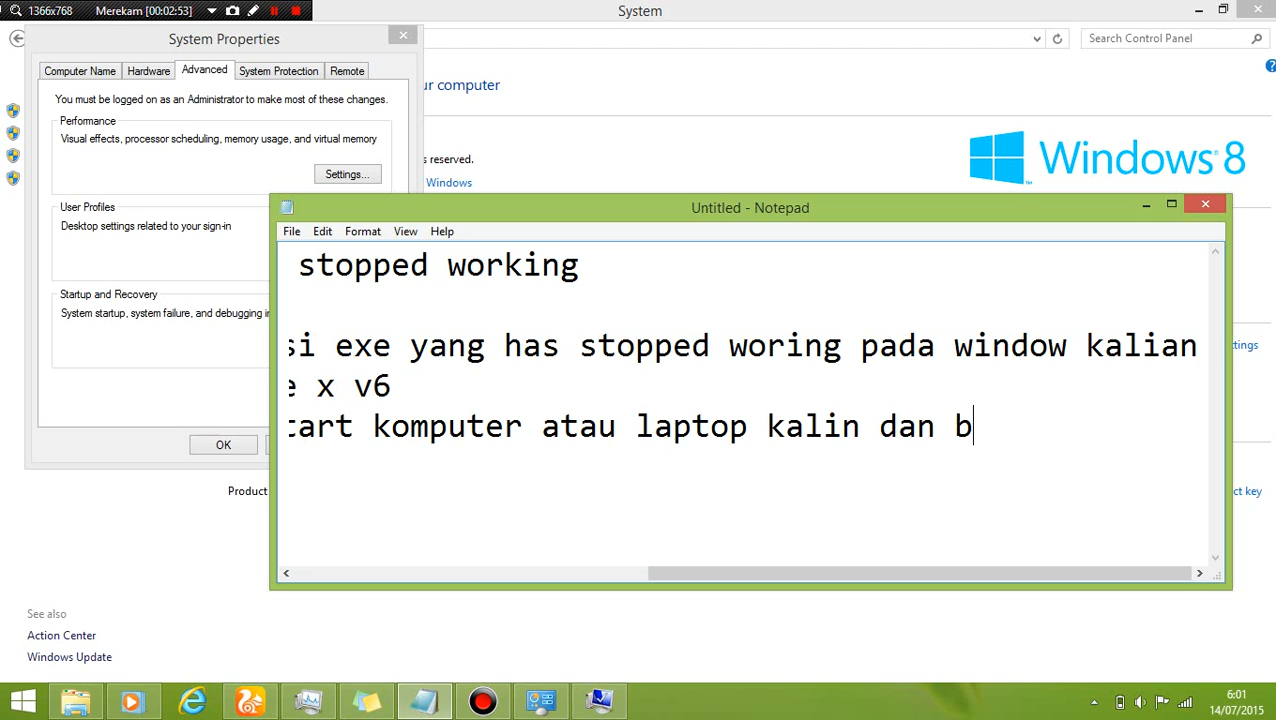 1366x768 Merekam [00:02:53]
System
System Properties
Search Control Panel
Computer Name Hardware Advanced System Protection Remote
ur computer
You must be logged on as an Administrator to make most of these changes.
Performance
Visual effects, processor scheduling, memory usage, and virtual memory
Settings...
s reserved.
Windows
Windows 8
User Profiles
Desktop settings related to your sign-in
Startup and Recovery
System startup, system failure, and debugging in
OK
Untitled - Notepad
File Edit Format View Help
stopped working
si exe yang has stopped woring pada window kalian
e x v6
tart komputer atau laptop kalin dan b
ettings
Product
ct key
See also
Action Center
Windows Update
6:01
14/07/2015